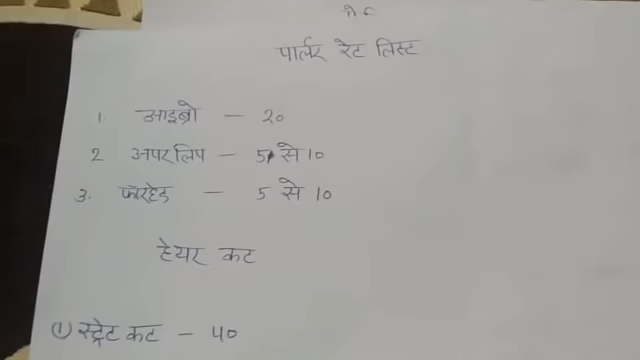 पार्लर रेट लिस्ट
1. आइब्रो — 20
2 अपरलिप — 5 से 10
3. फॉरहेड — 5 से 10
हेयर कट
(1) स्ट्रेट कट — 40